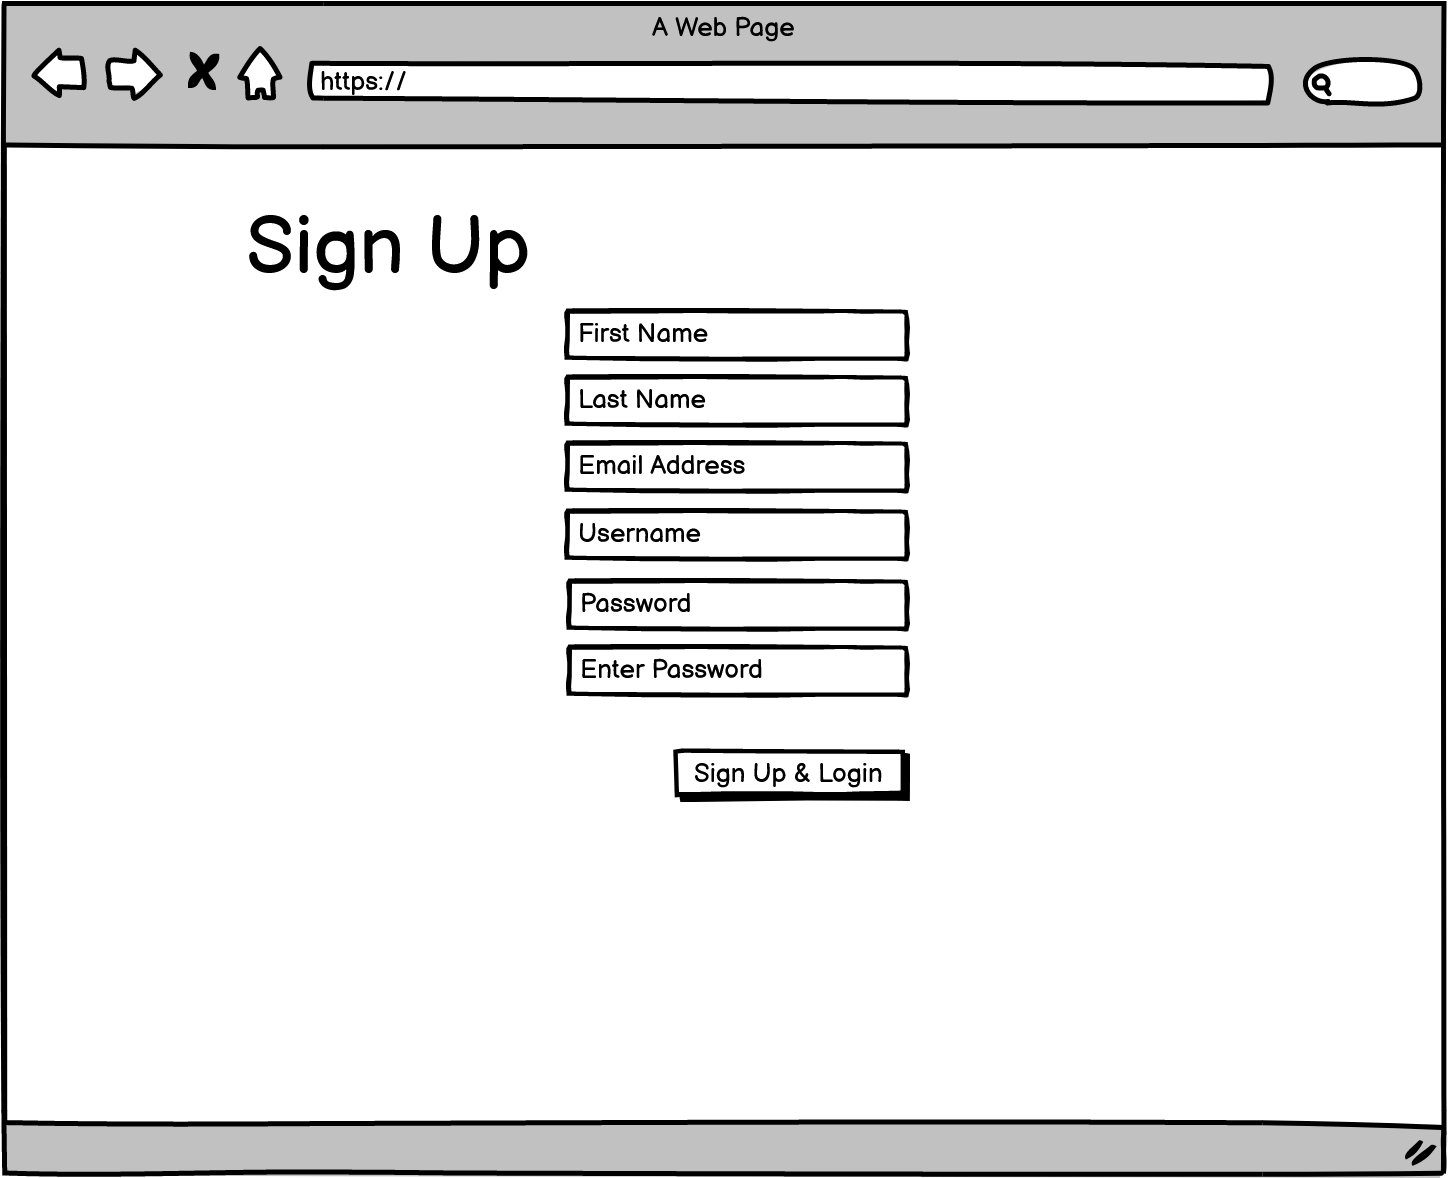 A Web Page
https://
Sign Up
First Name
Last Name
Email Address
Username
Password
Enter Password
Sign Up & Login